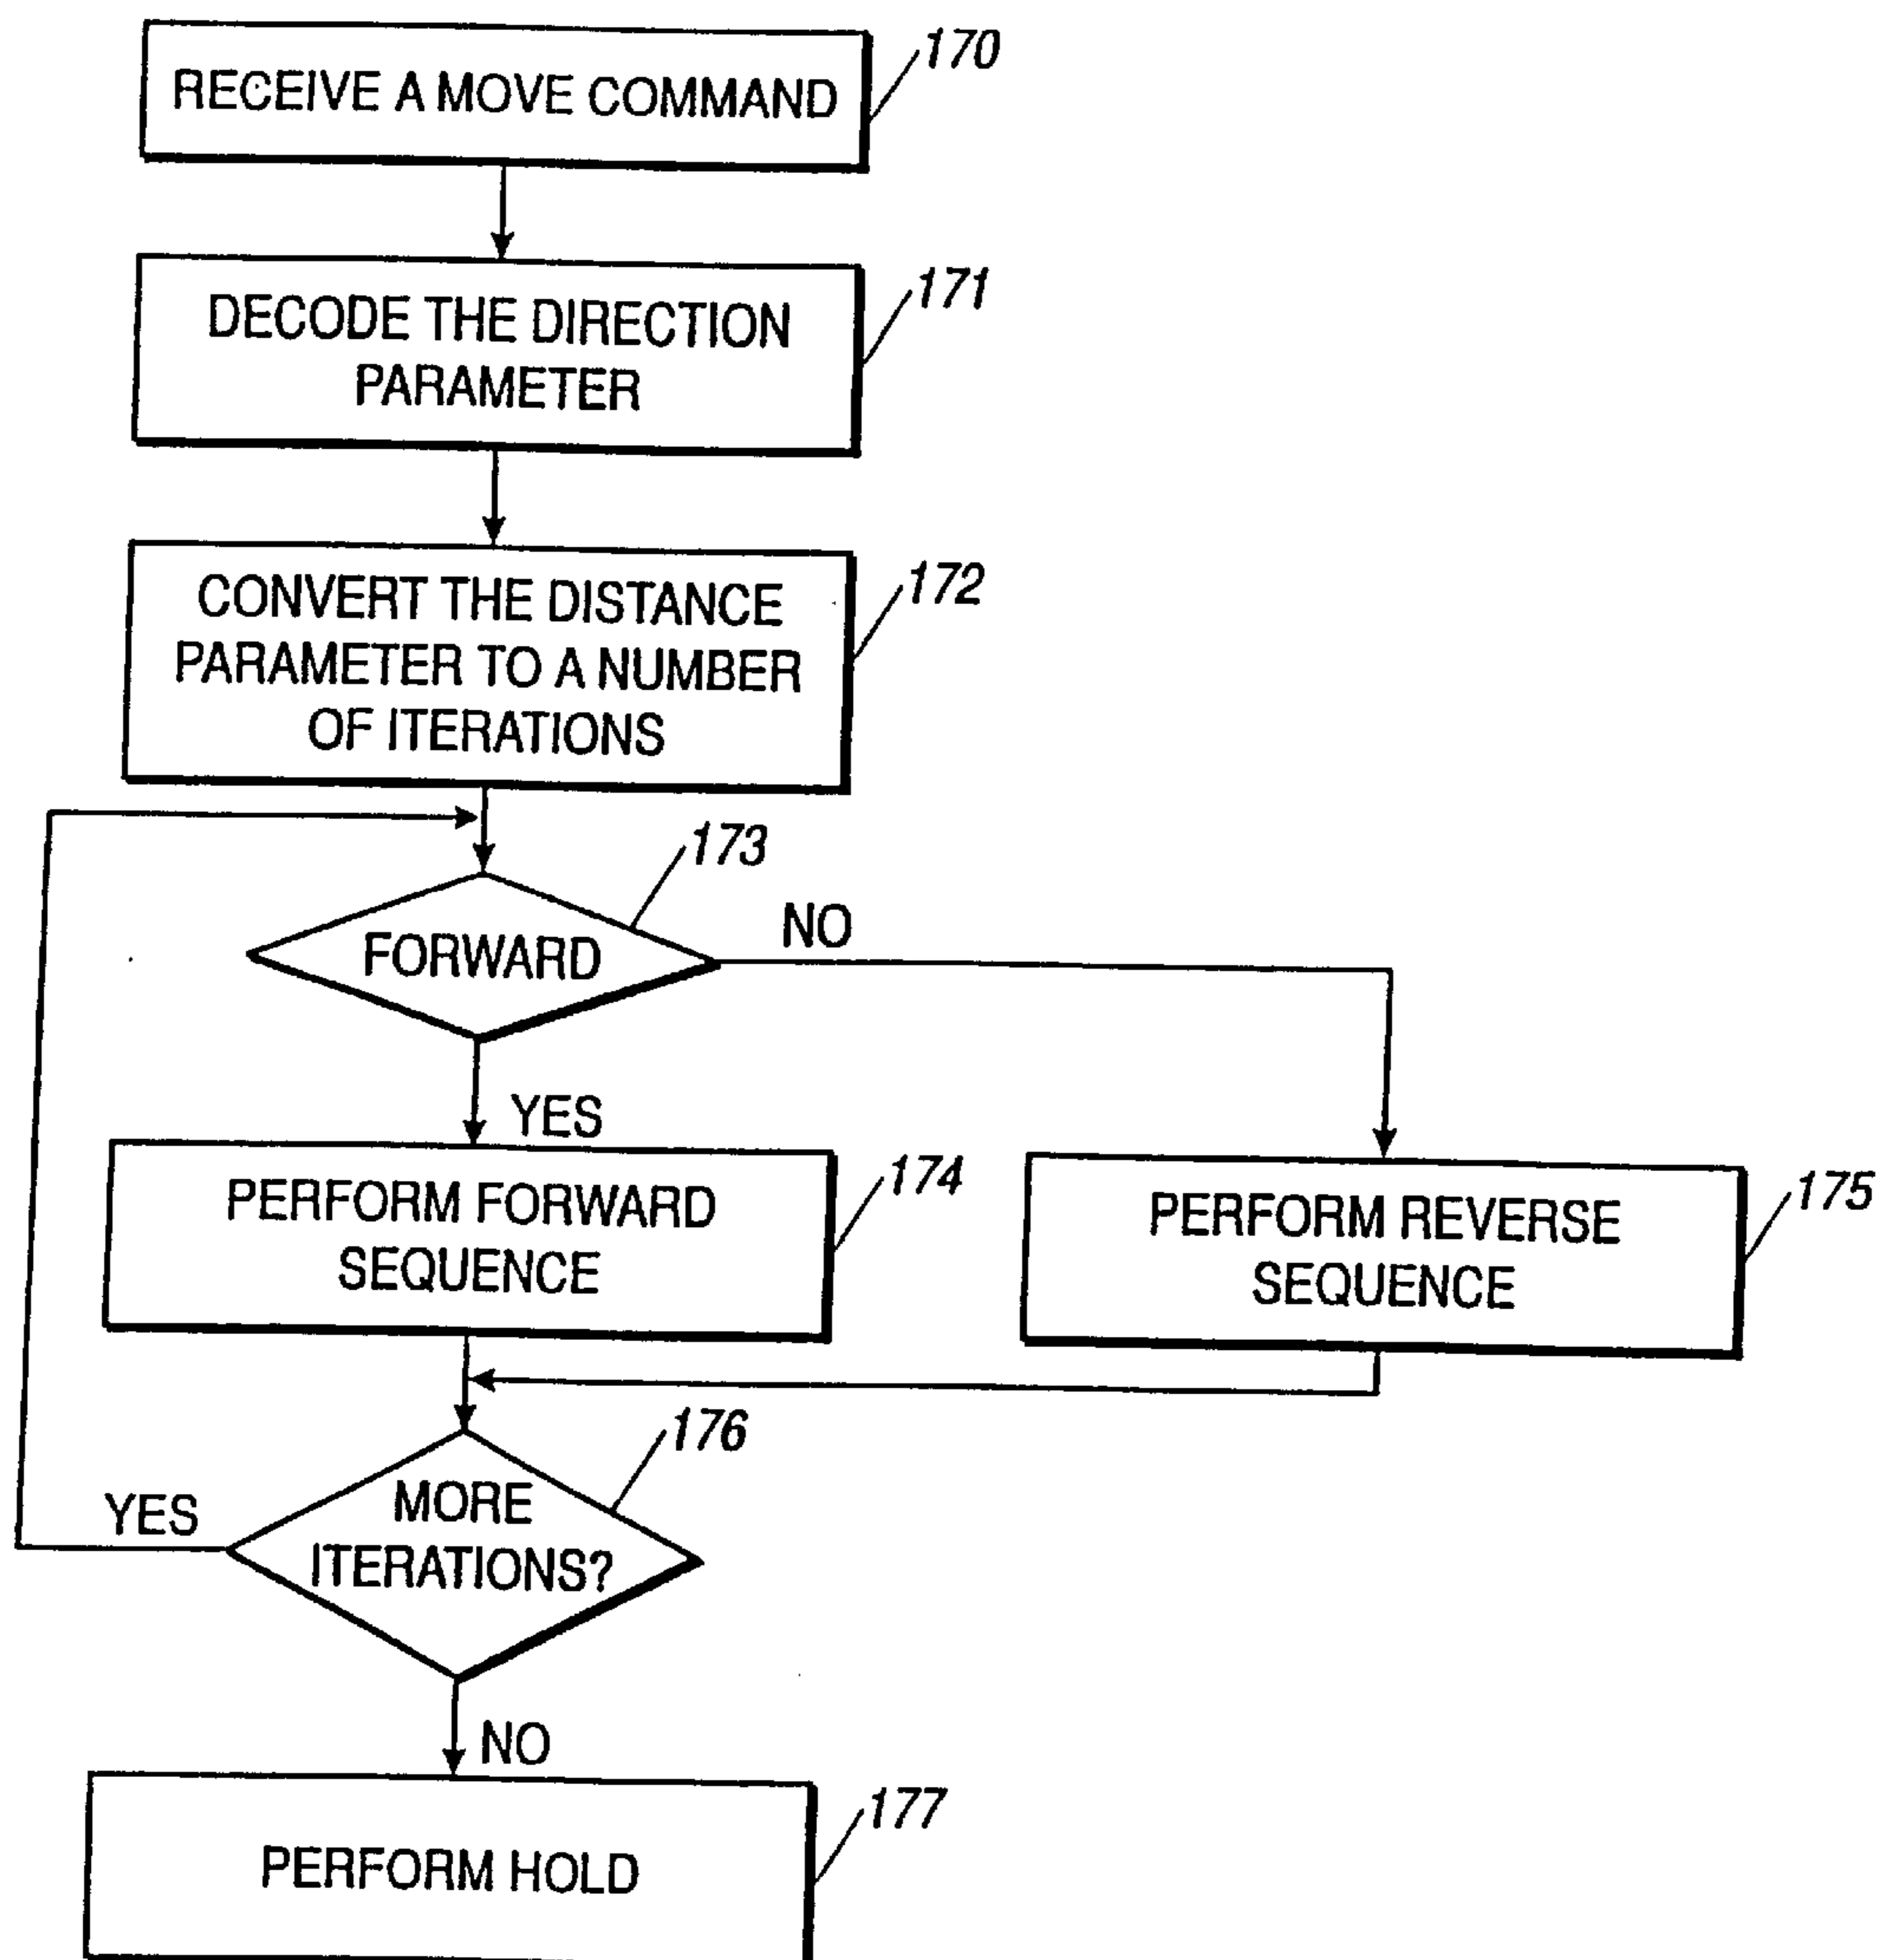 RECEIVE A MOVE COMMAND
170
DECODE THE DIRECTION
PARAMETER
171
CONVERT THE DISTANCE
PARAMETER TO A NUMBER
OF ITERATIONS
172
173
FORWARD
NO
YES
PERFORM FORWARD
SEQUENCE
174
PERFORM REVERSE
SEQUENCE
175
176
MORE
ITERATIONS?
YES
NO
PERFORM HOLD
177